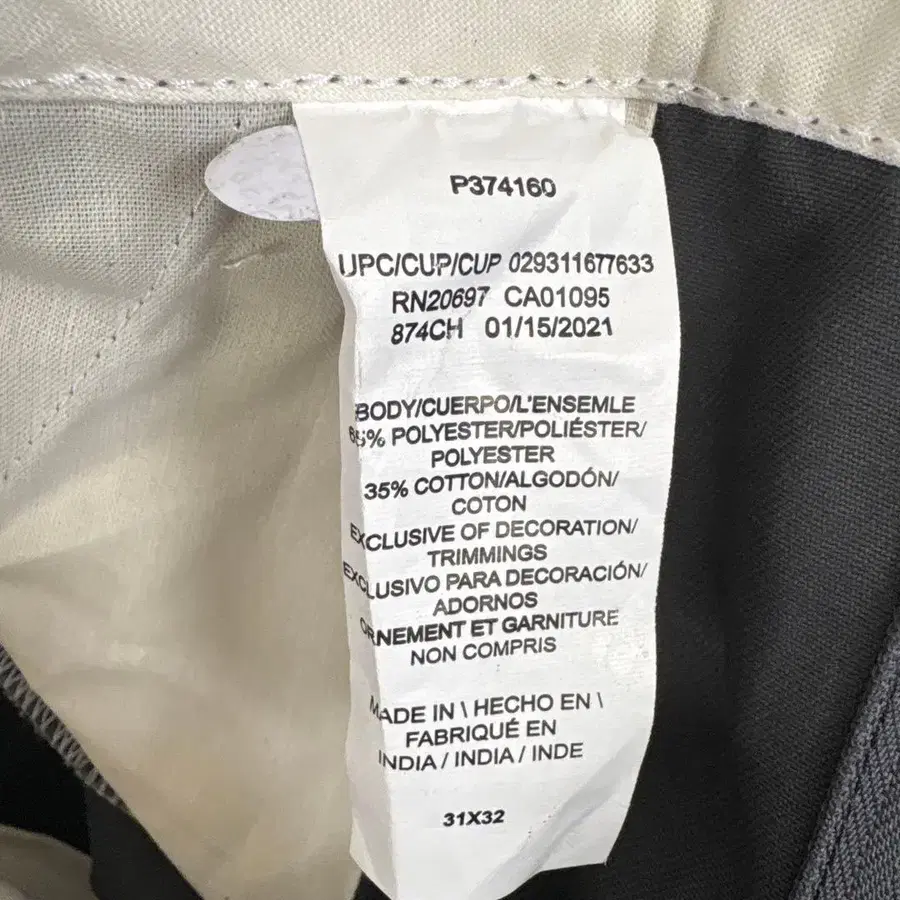 P374160
UPC/CUP/CUP 029311677633
RN20697 CA01095
874CH 01/15/2021
BODY/CUERPO/L'ENSEMLE
65% POLYESTER/POLIÉSTER/
POLYESTER
35% COTTON/ALGODÓN/
COTON
EXCLUSIVE OF DECORATION/
TRIMMINGS
EXCLUSIVO PARA DECORACIÓN/
ADORNOS
ORNEMENT ET GARNITURE
NON COMPRIS
MADE IN \ HECHO EN \
FABRIQUÉ EN
INDIA / INDIA / INDE
31X32